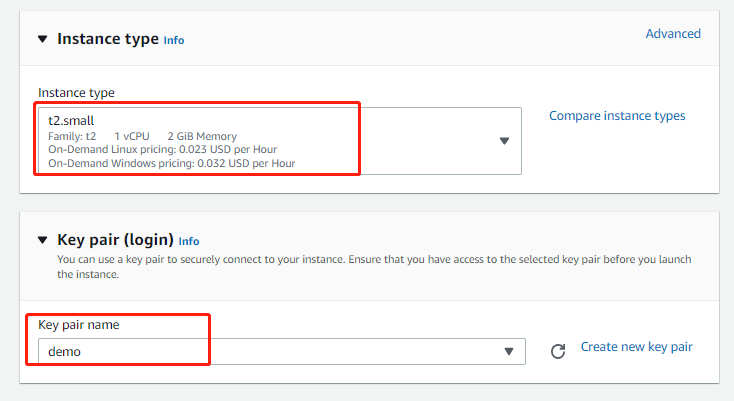 Instance type Info
Advanced
Instance type
t2.small
Family: t2 1 vCPU 2 GiB Memory
On-Demand Linux pricing: 0.023 USD per Hour
On-Demand Windows pricing: 0.032 USD per Hour
Compare instance types
Key pair (login) Info
You can use a key pair to securely connect to your instance. Ensure that you have access to the selected key pair before you launch
the instance.
Key pair name
demo
Create new key pair